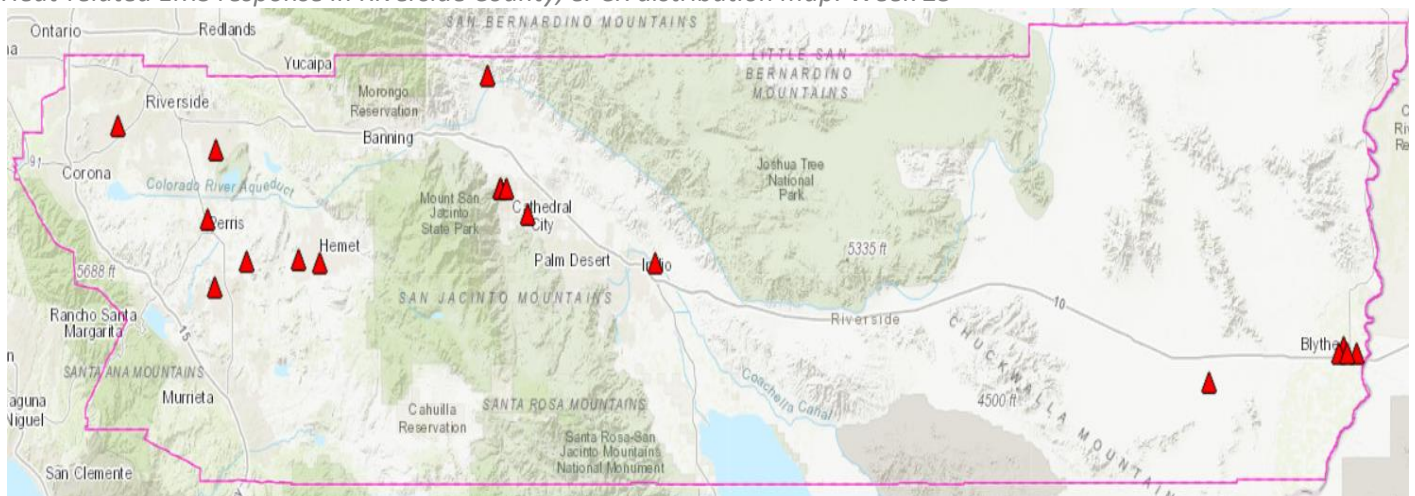 Heat-related EMS response in Riverside County, ePCR distribution map: Week
SAN BERNARDINO MOUNTAINS
Ontario
Redlands
Yucaipa
LITTLE SAN
BERNARDINO
MOUNTAINS
Riverside
Morongo
Reservation
Banning
91
Corona
Colorado River Aqueduct
Joshua Tree
National
Park
Mount San
Jacinto
State Park
Cathedral
City
Perris
Hemet
5688 ft
Palm Desert
Indio
5335 ft
SAN JACINTO MOUNTAINS
Rancho Santa
Margarita
15
Riverside
10
CHUCKWALLA MOUNTAIN
Blythe
SANTA ANA MOUNTAINS
Murrieta
Coachella Canal
4500 ft
Cahuilla
Reservation
SANTA ROSA MOUNTAINS
Santa Rosa-San
Jacinto Mountains
National Monument
aguna
Niguel
San Clemente